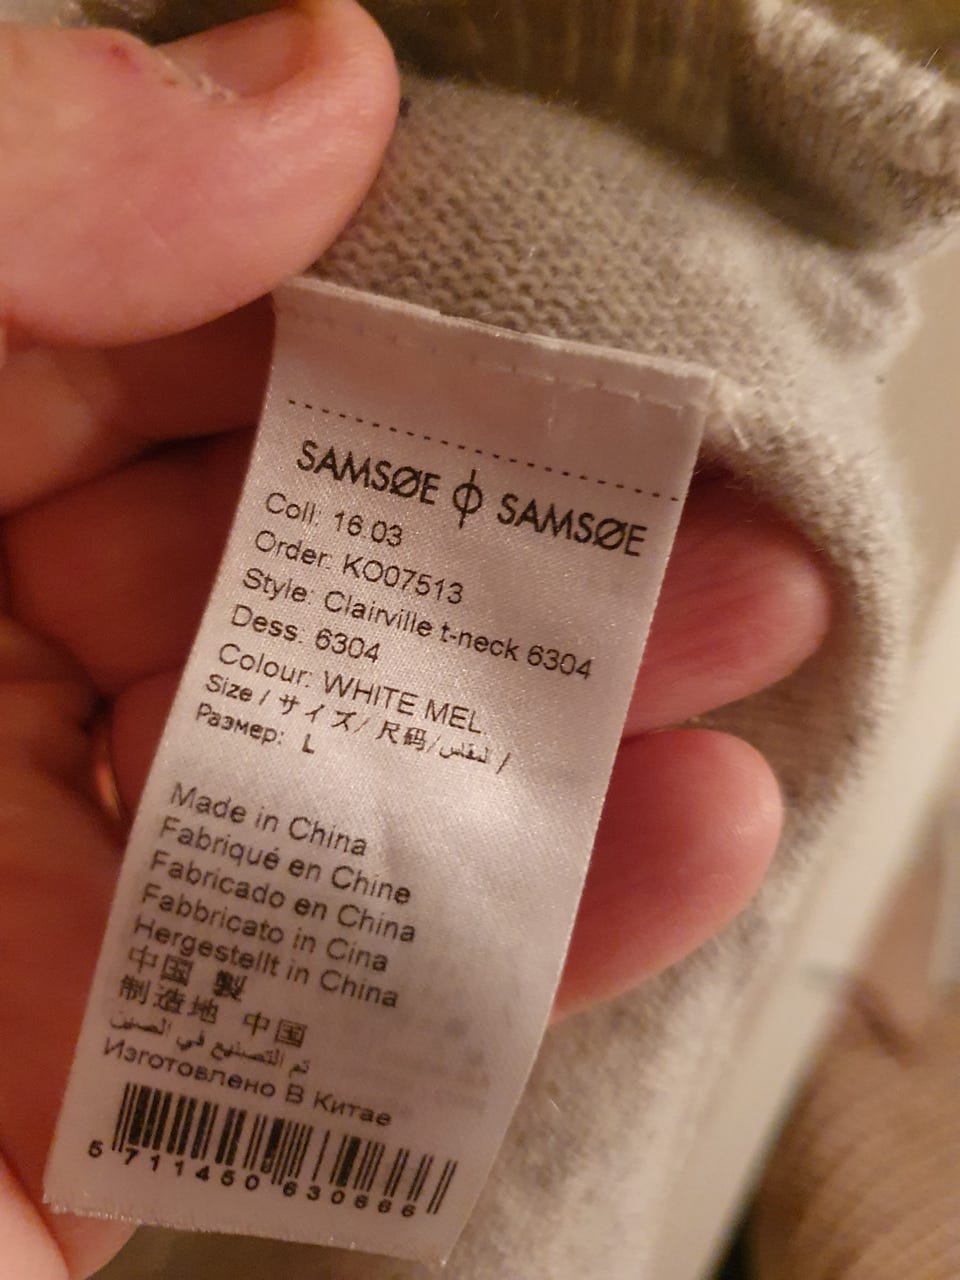 SAMSØE ϕ SAMSØE
Coll: 16.03
Order: KO07513
Style: Clairville t-neck 6304
Dess. 6304
Colour: WHITE MEL.
Size / サイズ/ 尺码/المقاس /
Размер: L
Made in China
Fabriqué en Chine
Fabricado en China
Fabbricato in Cina
Hergestellt in China
中国 製
制造地 中国
تم التصنيع في الصين
Изготовлено В Китае
5 711450 630666